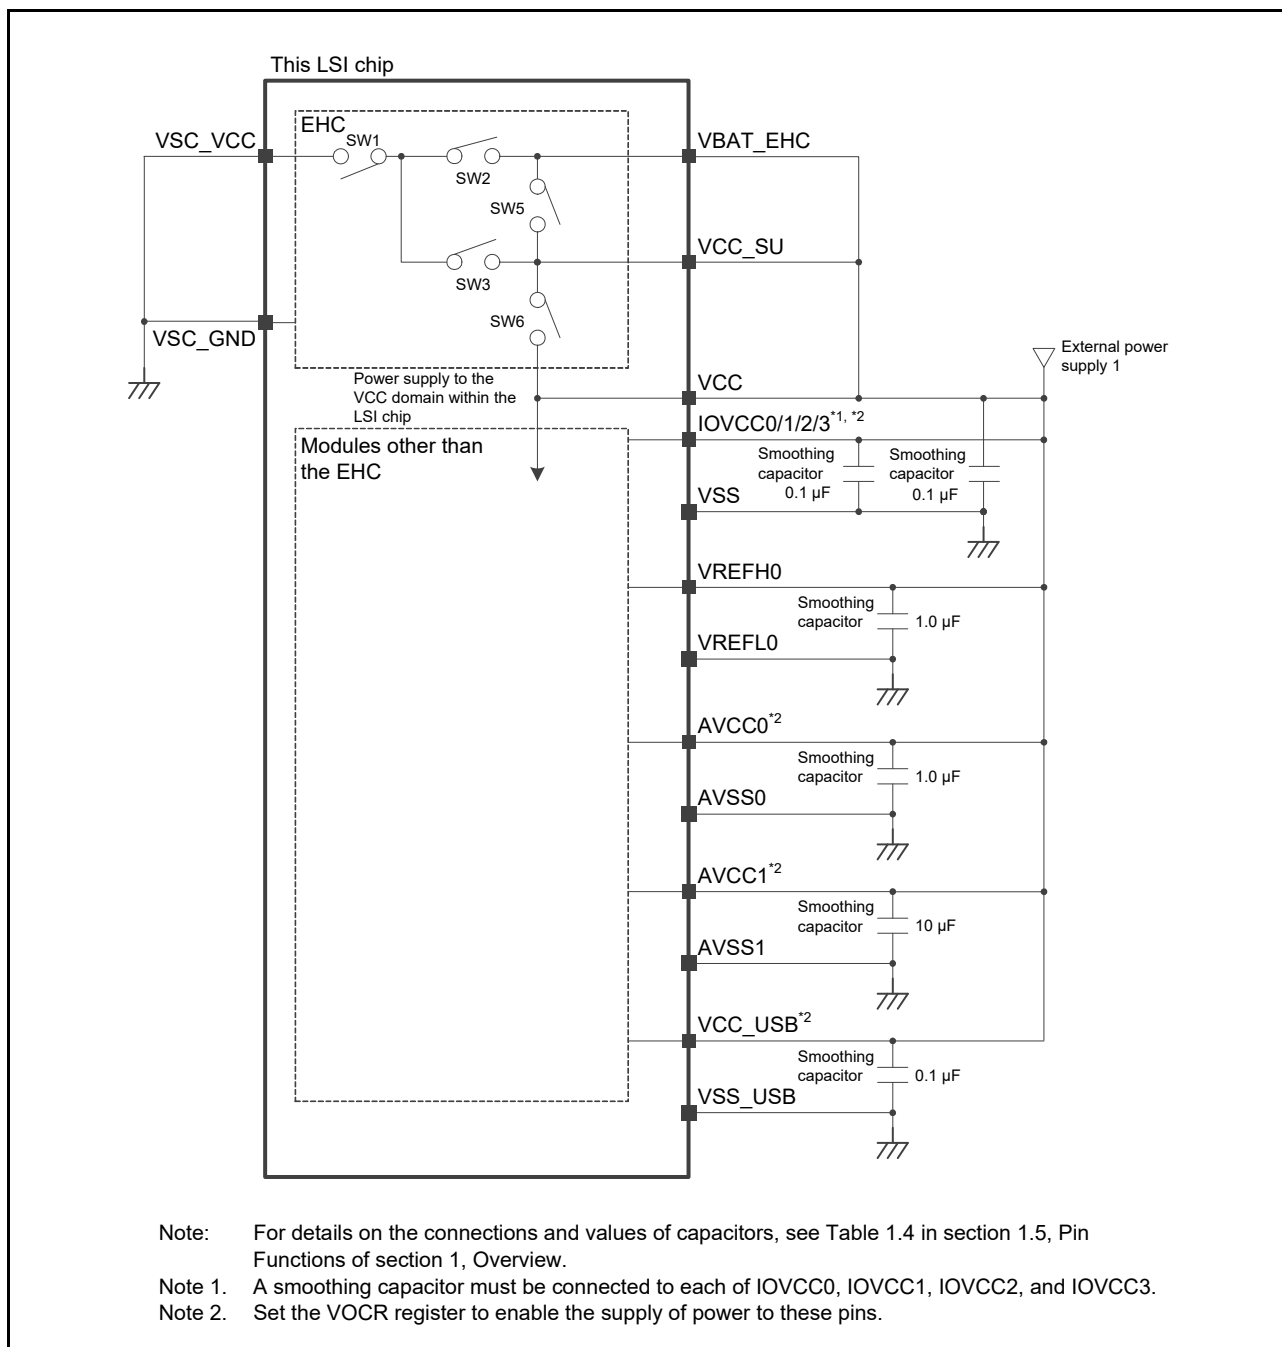 This LSI chip
EHC
VSC_VCC
SW1
SW2
VBAT_EHC
SW5
VCC_SU
SW3
SW6
VSC_GND
External power
supply 1
Power supply to the
VCC domain within the
LSI chip
VCC
IOVCC0/1/2/3*1, *2
Modules other than
the EHC
Smoothing
capacitor
0.1 µF
Smoothing
capacitor
0.1 µF
VSS
VREFH0
Smoothing
capacitor
1.0 µF
VREFL0
AVCC0*2
Smoothing
capacitor
1.0 µF
AVSS0
AVCC1*2
Smoothing
capacitor
10 µF
AVSS1
VCC_USB*2
Smoothing
capacitor
0.1 µF
VSS_USB
Note: For details on the connections and values of capacitors, see Table 1.4 in section 1.5, Pin
Functions of section 1, Overview.
Note 1. A smoothing capacitor must be connected to each of IOVCC0, IOVCC1, IOVCC2, and IOVCC3.
Note 2. Set the VOCR register to enable the supply of power to these pins.